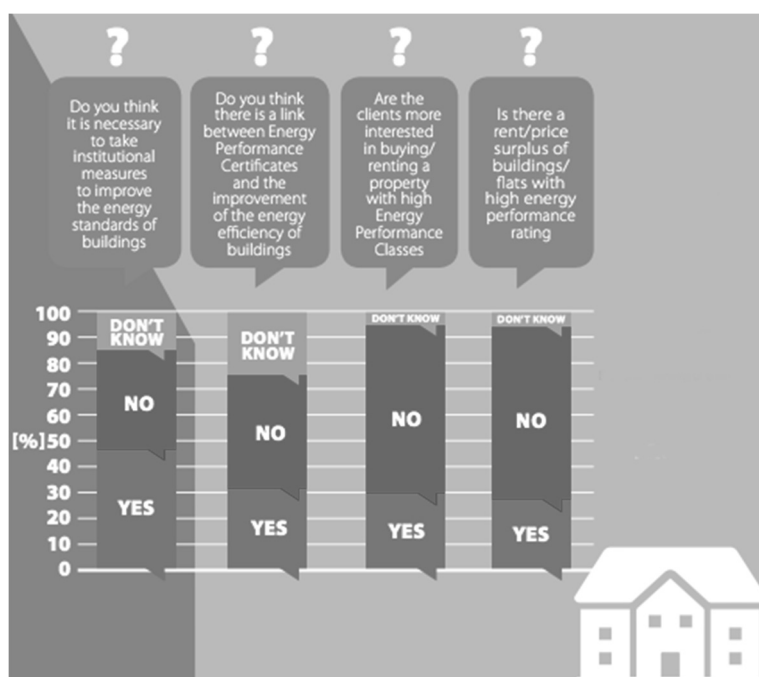 ?
?
?
?
Do you think
it is necessary
to take
institutional
measures
to improve
the energy
standards of
buildings
Do you think
there is a link
between Energy
Performance
Certificates
and the
improvement
of the energy
efficiency of
buildings
Are the
clients more
interested
in buying/
renting a
property
with high
Energy
Performance
Classes
Is there a
rent/price
surplus of
buildings/
flats with
high energy
performance
rating
100
90
80
70
60
[%]50
40
30
20
10
0
DON'T
KNOW
NO
YES
DON'T
KNOW
NO
YES
DON'T KNOW
NO
YES
DON'T KNOW
NO
YES